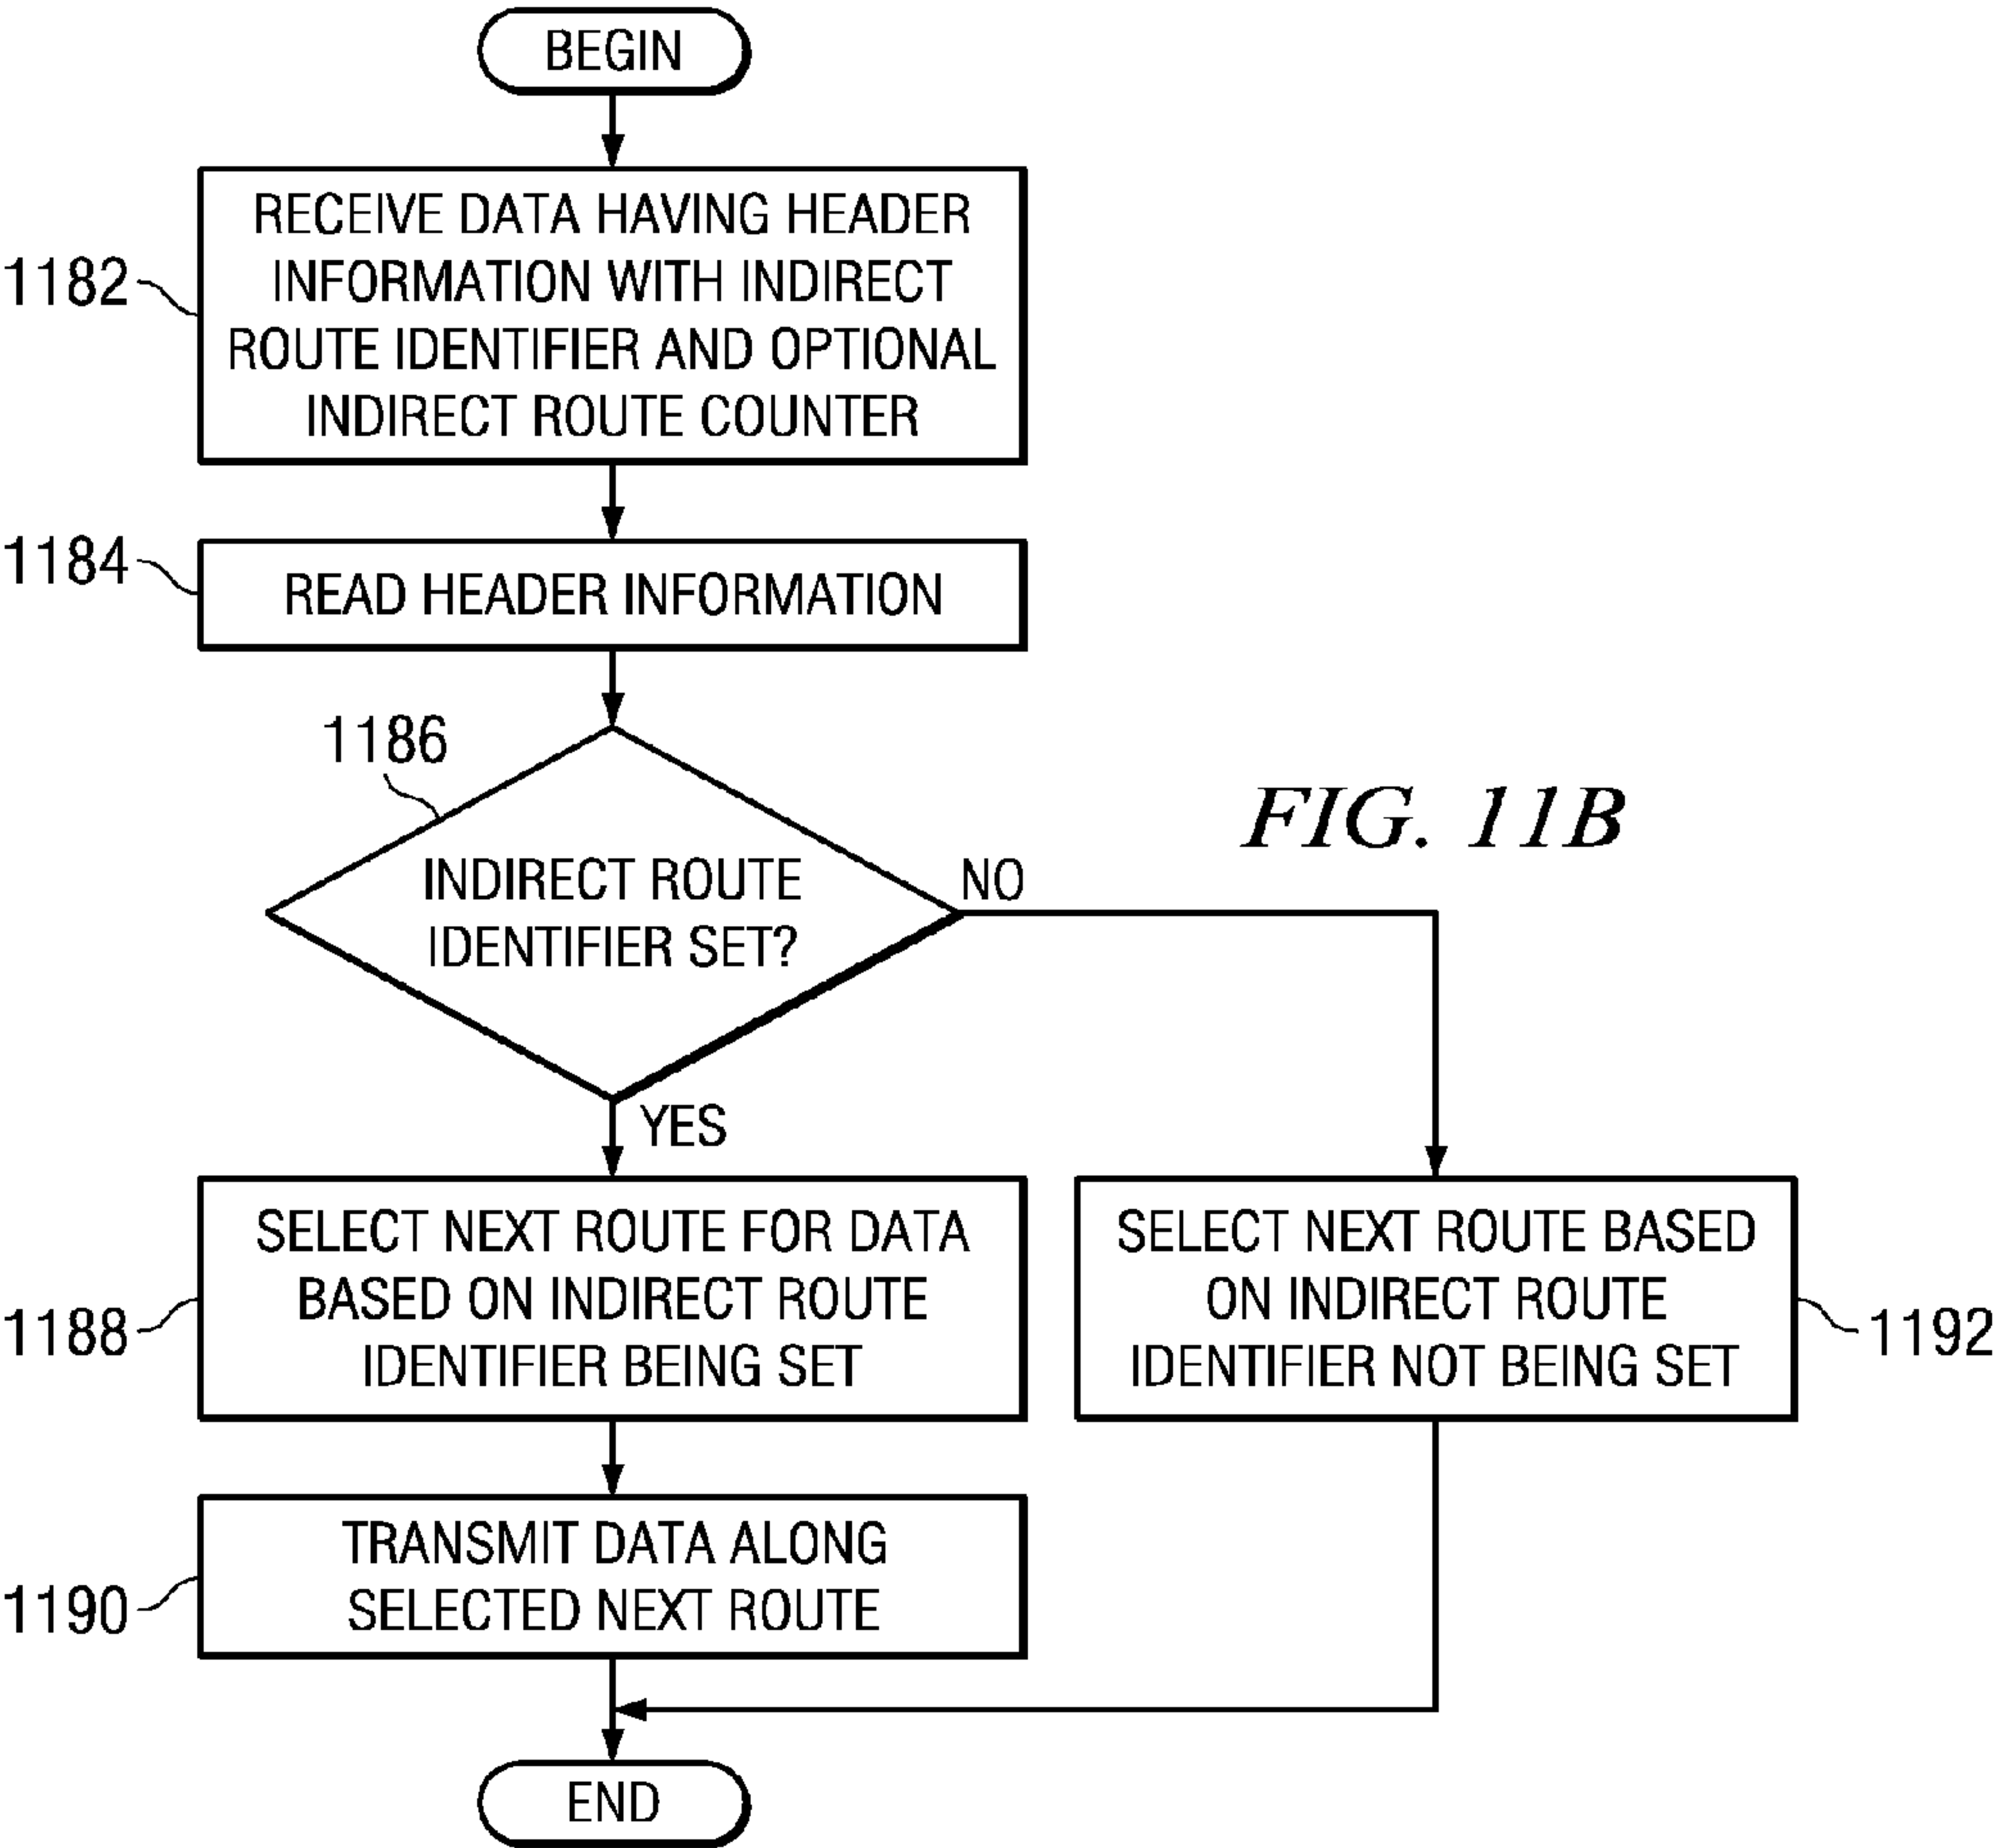 BEGIN
RECEIVE DATA HAVING HEADER
INFORMATION WITH INDIRECT
ROUTE IDENTIFIER AND OPTIONAL
INDIRECT ROUTE COUNTER
1182
1184
READ HEADER INFORMATION
1186
INDIRECT ROUTE
IDENTIFIER SET?
NO
FIG. 11B
YES
SELECT NEXT ROUTE FOR DATA
BASED ON INDIRECT ROUTE
IDENTIFIER BEING SET
1188
SELECT NEXT ROUTE BASED
ON INDIRECT ROUTE
IDENTIFIER NOT BEING SET
1192
TRANSMIT DATA ALONG
SELECTED NEXT ROUTE
1190
END